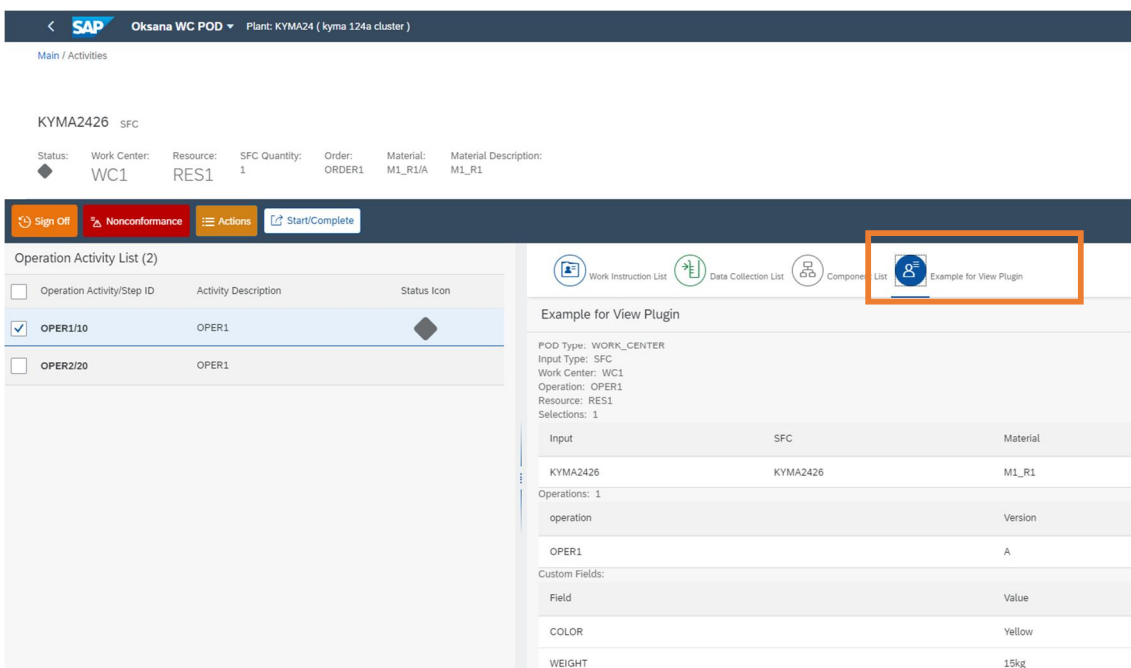 SAP Oksana WC POD Plant: KYMA24 ( kyma 124a cluster )
Main / Activities
KYMA2426 SFC
Status: Work Center: Resource: SFC Quantity: Order: Material: Material Description:
WC1 RES1 1 ORDER1 M1_R1/A M1_R1
Sign Off Nonconformance Actions Start/Complete
Operation Activity List (2)
Operation Activity/Step ID Activity Description Status Icon
OPER1/10 OPER1
OPER2/20 OPER1
Work Instruction List Data Collection List Component List Example for View Plugin
Example for View Plugin
POD Type: WORK_CENTER
Input Type: SFC
Work Center: WC1
Operation: OPER1
Resource: RES1
Selections: 1
Input SFC Material
KYMA2426 KYMA2426 M1_R1
Operations: 1
operation Version
OPER1 A
Custom Fields:
Field Value
COLOR Yellow
WEIGHT 15kg